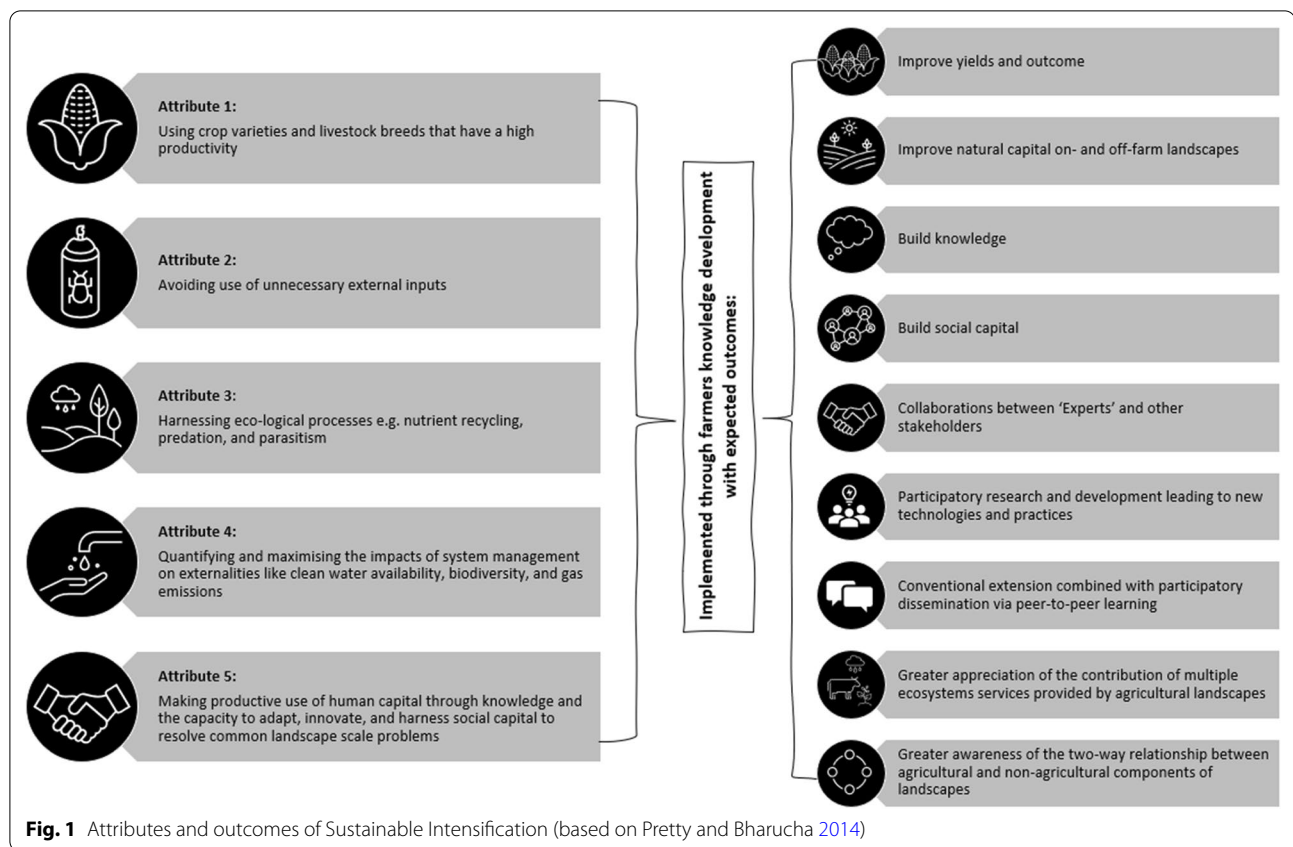 Attribute 1:
Using crop varieties and livestock breeds that have a high
productivity
Attribute 2:
Avoiding use of unnecessary external inputs
Attribute 3:
Harnessing eco-logical processes e.g. nutrient recycling,
predation, and parasitism
Attribute 4:
Quantifying and maximising the impacts of system management
on externalities like clean water availability, biodiversity, and gas
emissions
Attribute 5:
Making productive use of human capital through knowledge and
the capacity to adapt, innovate, and harness social capital to
resolve common landscape scale problems
Implemented through farmers knowledge development
with expected outcomes:
Improve yields and outcome
Improve natural capital on- and off-farm landscapes
Build knowledge
Build social capital
Collaborations between ‘Experts’ and other
stakeholders
Participatory research and development leading to new
technologies and practices
Conventional extension combined with participatory
dissemination via peer-to-peer learning
Greater appreciation of the contribution of multiple
ecosystems services provided by agricultural landscapes
Greater awareness of the two-way relationship between
agricultural and non-agricultural components of
landscapes
Fig. 1 Attributes and outcomes of Sustainable Intensification (based on Pretty and Bharucha 2014)